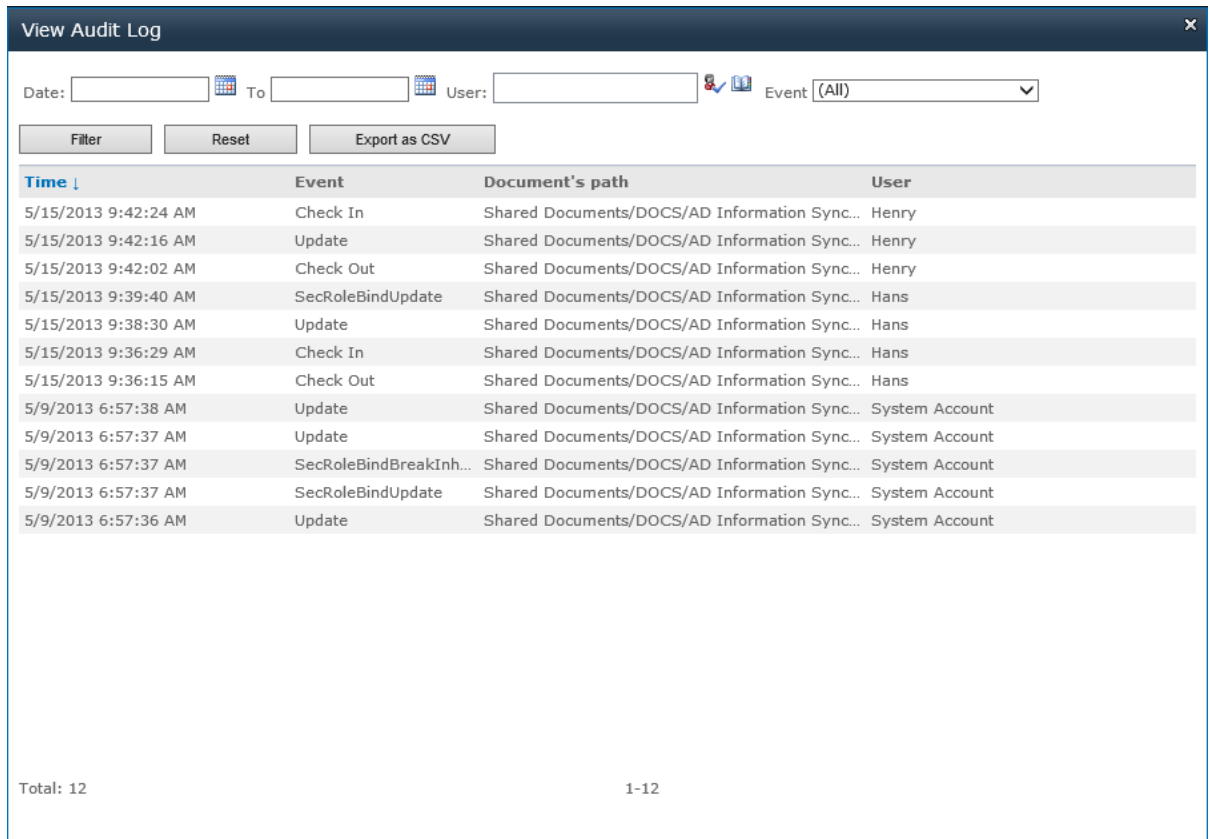 View Audit Log
Date: To User: Event (All)
Filter Reset Export as CSV
Time ↓ Event Document's path User
5/15/2013 9:42:24 AM Check In Shared Documents/DOCS/AD Information Sync... Henry
5/15/2013 9:42:16 AM Update Shared Documents/DOCS/AD Information Sync... Henry
5/15/2013 9:42:02 AM Check Out Shared Documents/DOCS/AD Information Sync... Henry
5/15/2013 9:39:40 AM SecRoleBindUpdate Shared Documents/DOCS/AD Information Sync... Hans
5/15/2013 9:38:30 AM Update Shared Documents/DOCS/AD Information Sync... Hans
5/15/2013 9:36:29 AM Check In Shared Documents/DOCS/AD Information Sync... Hans
5/15/2013 9:36:15 AM Check Out Shared Documents/DOCS/AD Information Sync... Hans
5/9/2013 6:57:38 AM Update Shared Documents/DOCS/AD Information Sync... System Account
5/9/2013 6:57:37 AM Update Shared Documents/DOCS/AD Information Sync... System Account
5/9/2013 6:57:37 AM SecRoleBindBreakInh... Shared Documents/DOCS/AD Information Sync... System Account
5/9/2013 6:57:37 AM SecRoleBindUpdate Shared Documents/DOCS/AD Information Sync... System Account
5/9/2013 6:57:36 AM Update Shared Documents/DOCS/AD Information Sync... System Account
Total: 12 1-12